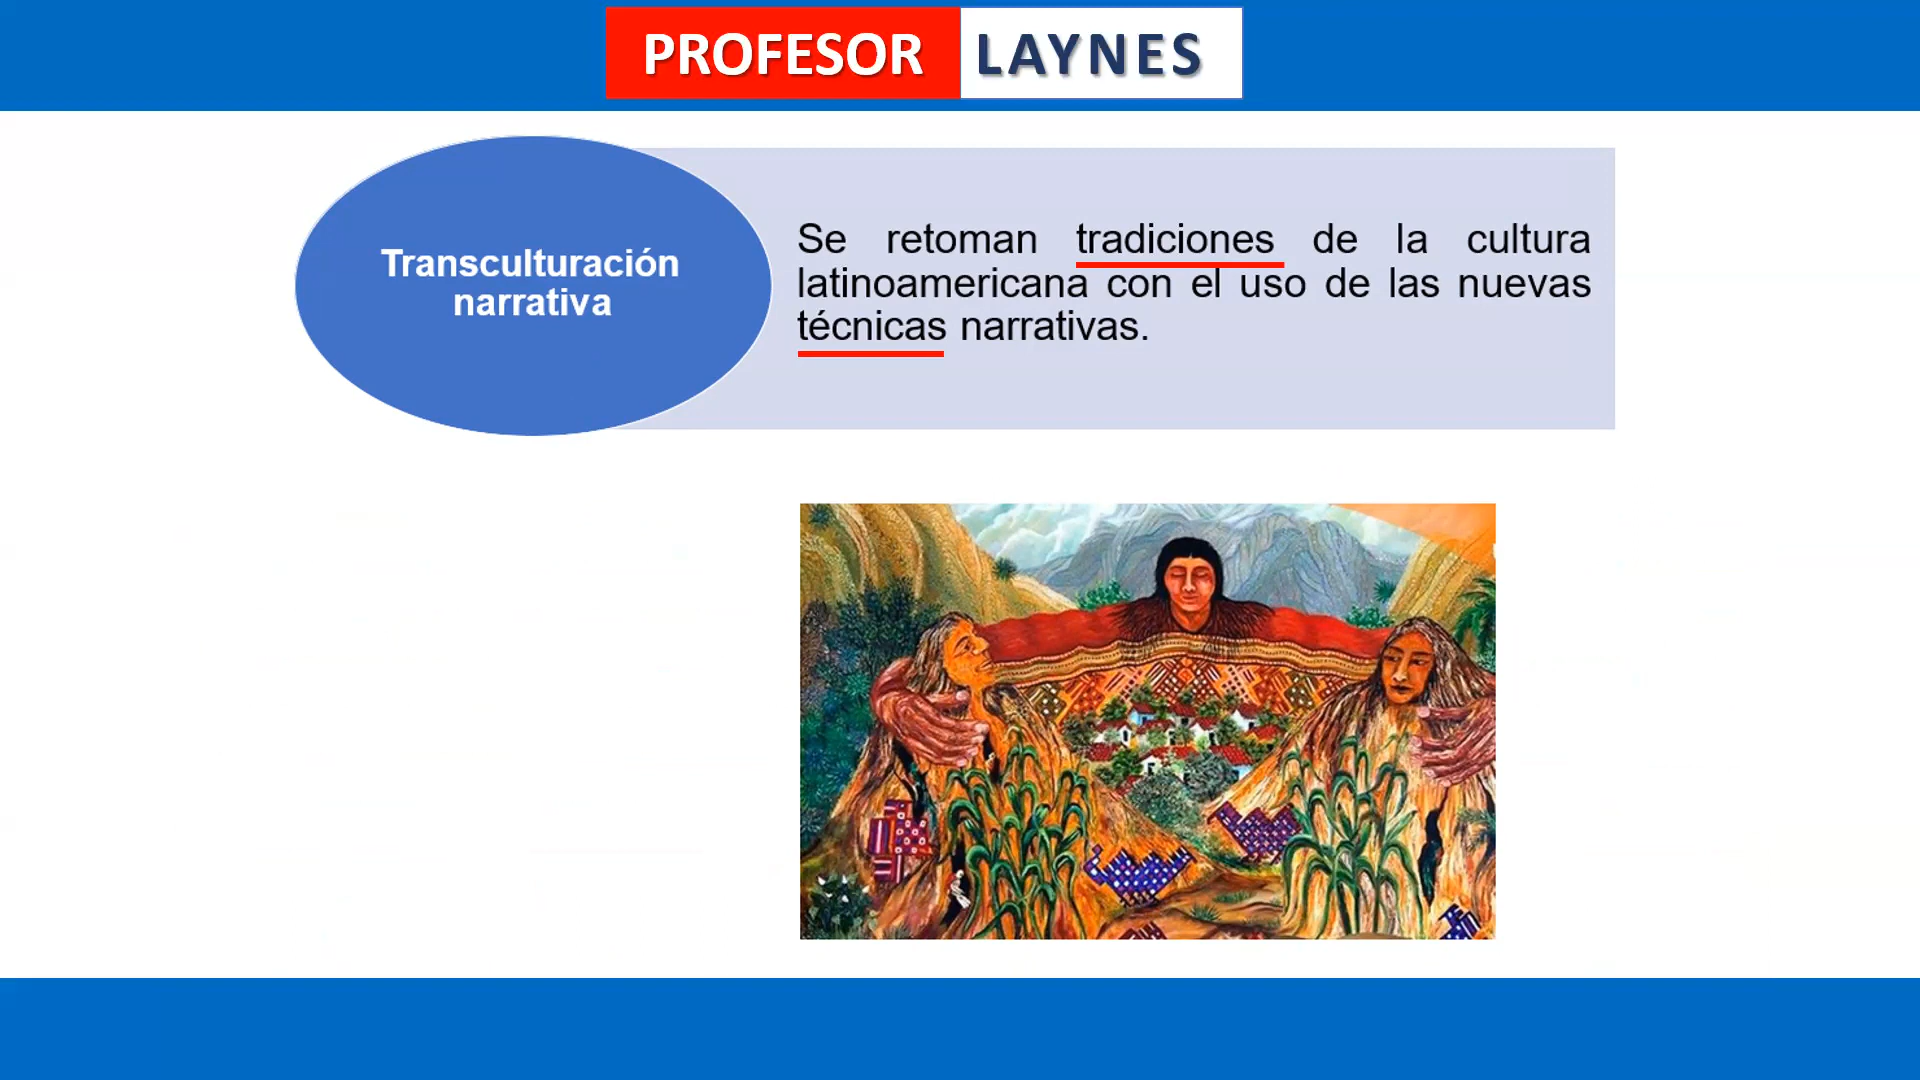 PROFESOR LAYNES
Transculturación
narrativa
Se retoman tradiciones de la cultura
latinoamericana con el uso de las nuevas
técnicas narrativas.